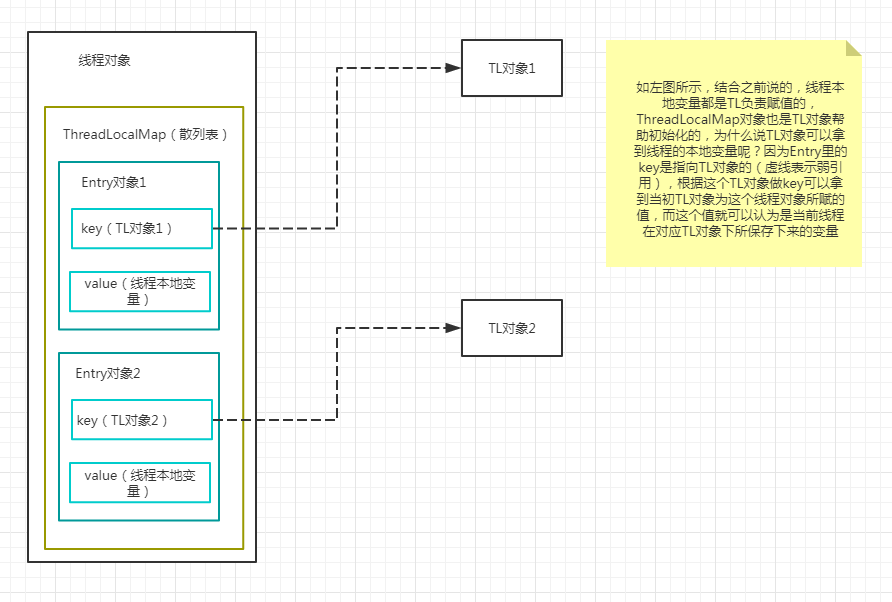 线程对象
ThreadLocalMap（散列表）
Entry对象1
key（TL对象1）
value（线程本地变
量）
Entry对象2
key（TL对象2）
value（线程本地变
量）
TL对象1
TL对象2
如左图所示，结合之前说的，线程本
地变量都是TL负责赋值的，
ThreadLocalMap对象也是TL对象帮
助初始化的，为什么说TL对象可以拿
到线程的本地变量呢？因为Entry里的
key是指向TL对象的（虚线表示弱引
用），根据这个TL对象做key可以拿
到当初TL对象为这个线程对象所赋的
值，而这个值就可以认为是当前线程
在对应TL对象下所保存下来的变量